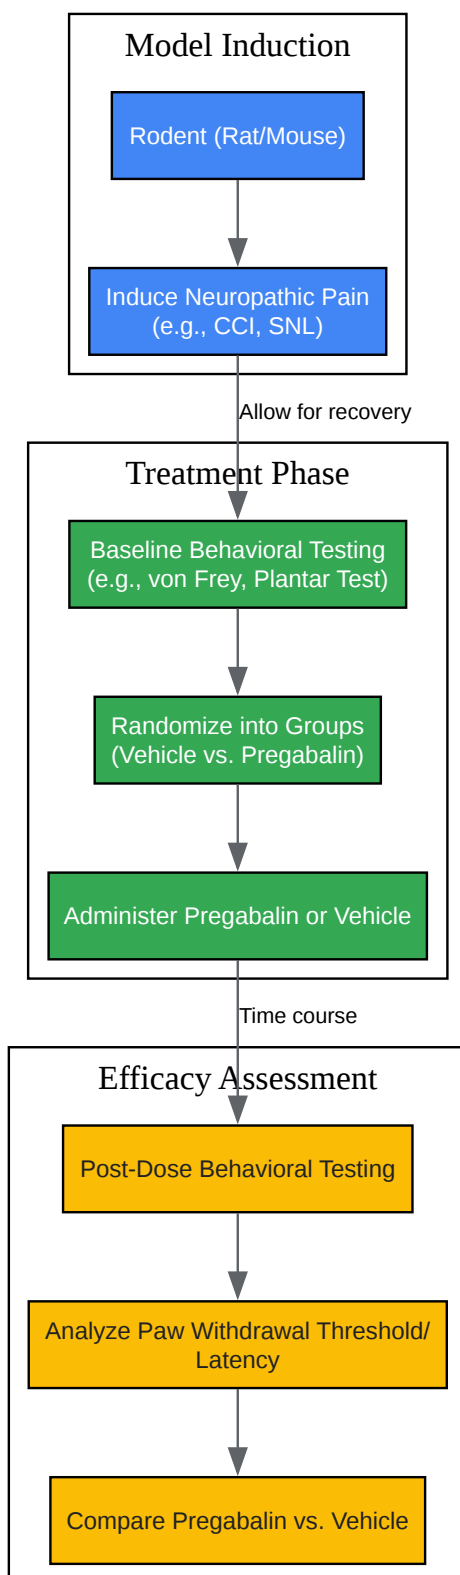 Model Induction
Rodent (Rat/Mouse)
Induce Neuropathic Pain
(e.g., CCI, SNL)
Allow for recovery
Treatment Phase
Baseline Behavioral Testing
(e.g., von Frey, Plantar Test)
Randomize into Groups
(Vehicle vs. Pregabalin)
Administer Pregabalin or Vehicle
Time course
Efficacy Assessment
Post-Dose Behavioral Testing
Analyze Paw Withdrawal Threshold/
Latency
Compare Pregabalin vs. Vehicle